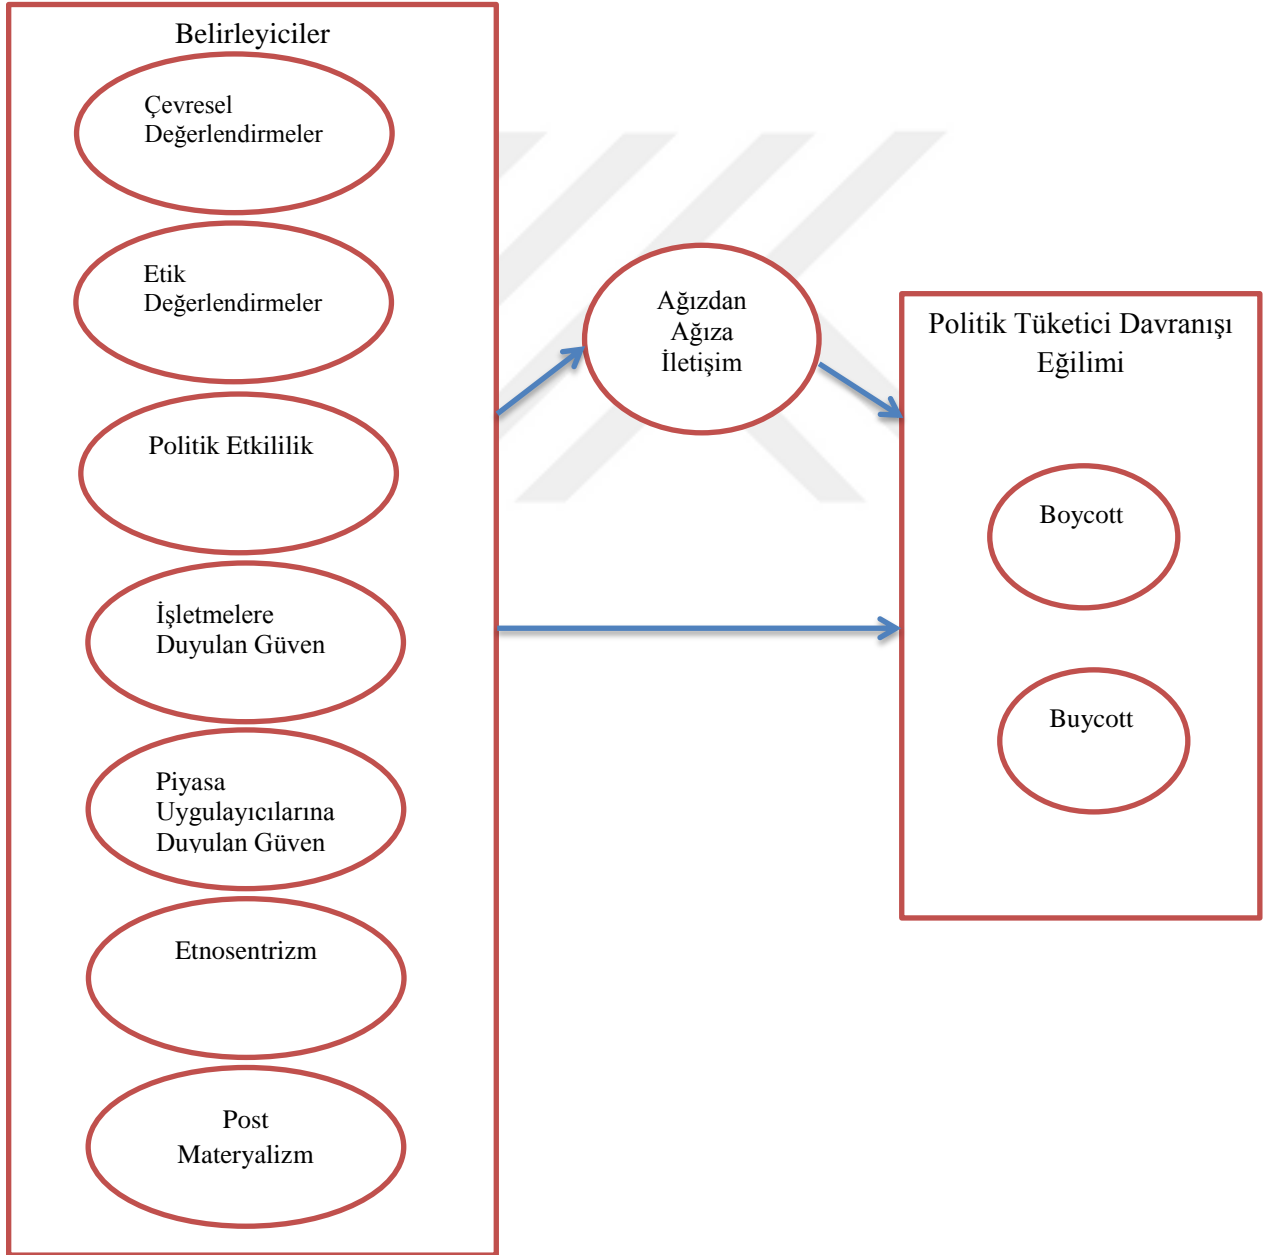 Belirleyiciler
Çevresel
Değerlendirmeler
Etik
Değerlendirmeler
Politik Etkililik
İşletmelere
Duyulan Güven
Piyasa
Uygulayıcılarına
Duyulan Güven
Etnosentrizm
Post
Materyalizm
Ağızdan
Ağıza
İletişim
Politik Tüketici Davranışı
Eğilimi
Boycott
Buycott